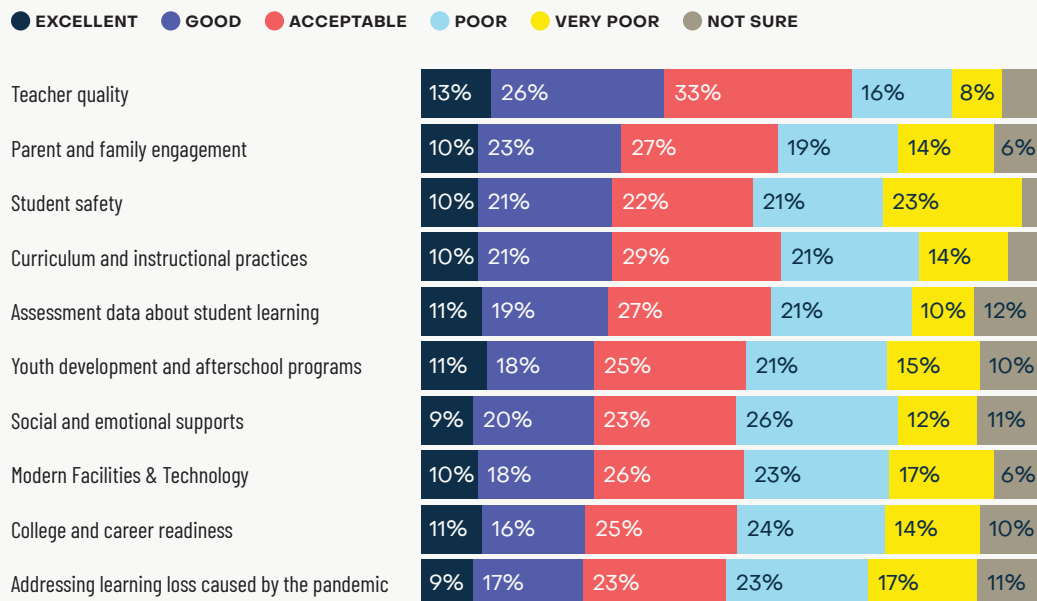 EXCELLENT GOOD ACCEPTABLE POOR VERY POOR NOT SURE
Teacher quality 13% 26% 33% 16% 8%
Parent and family engagement 10% 23% 27% 19% 14% 6%
Student safety 10% 21% 22% 21% 23%
Curriculum and instructional practices 10% 21% 29% 21% 14%
Assessment data about student learning 11% 19% 27% 21% 10% 12%
Youth development and afterschool programs 11% 18% 25% 21% 15% 10%
Social and emotional supports 9% 20% 23% 26% 12% 11%
Modern Facilities & Technology 10% 18% 26% 23% 17% 6%
College and career readiness 11% 16% 25% 24% 14% 10%
Addressing learning loss caused by the pandemic 9% 17% 23% 23% 17% 11%